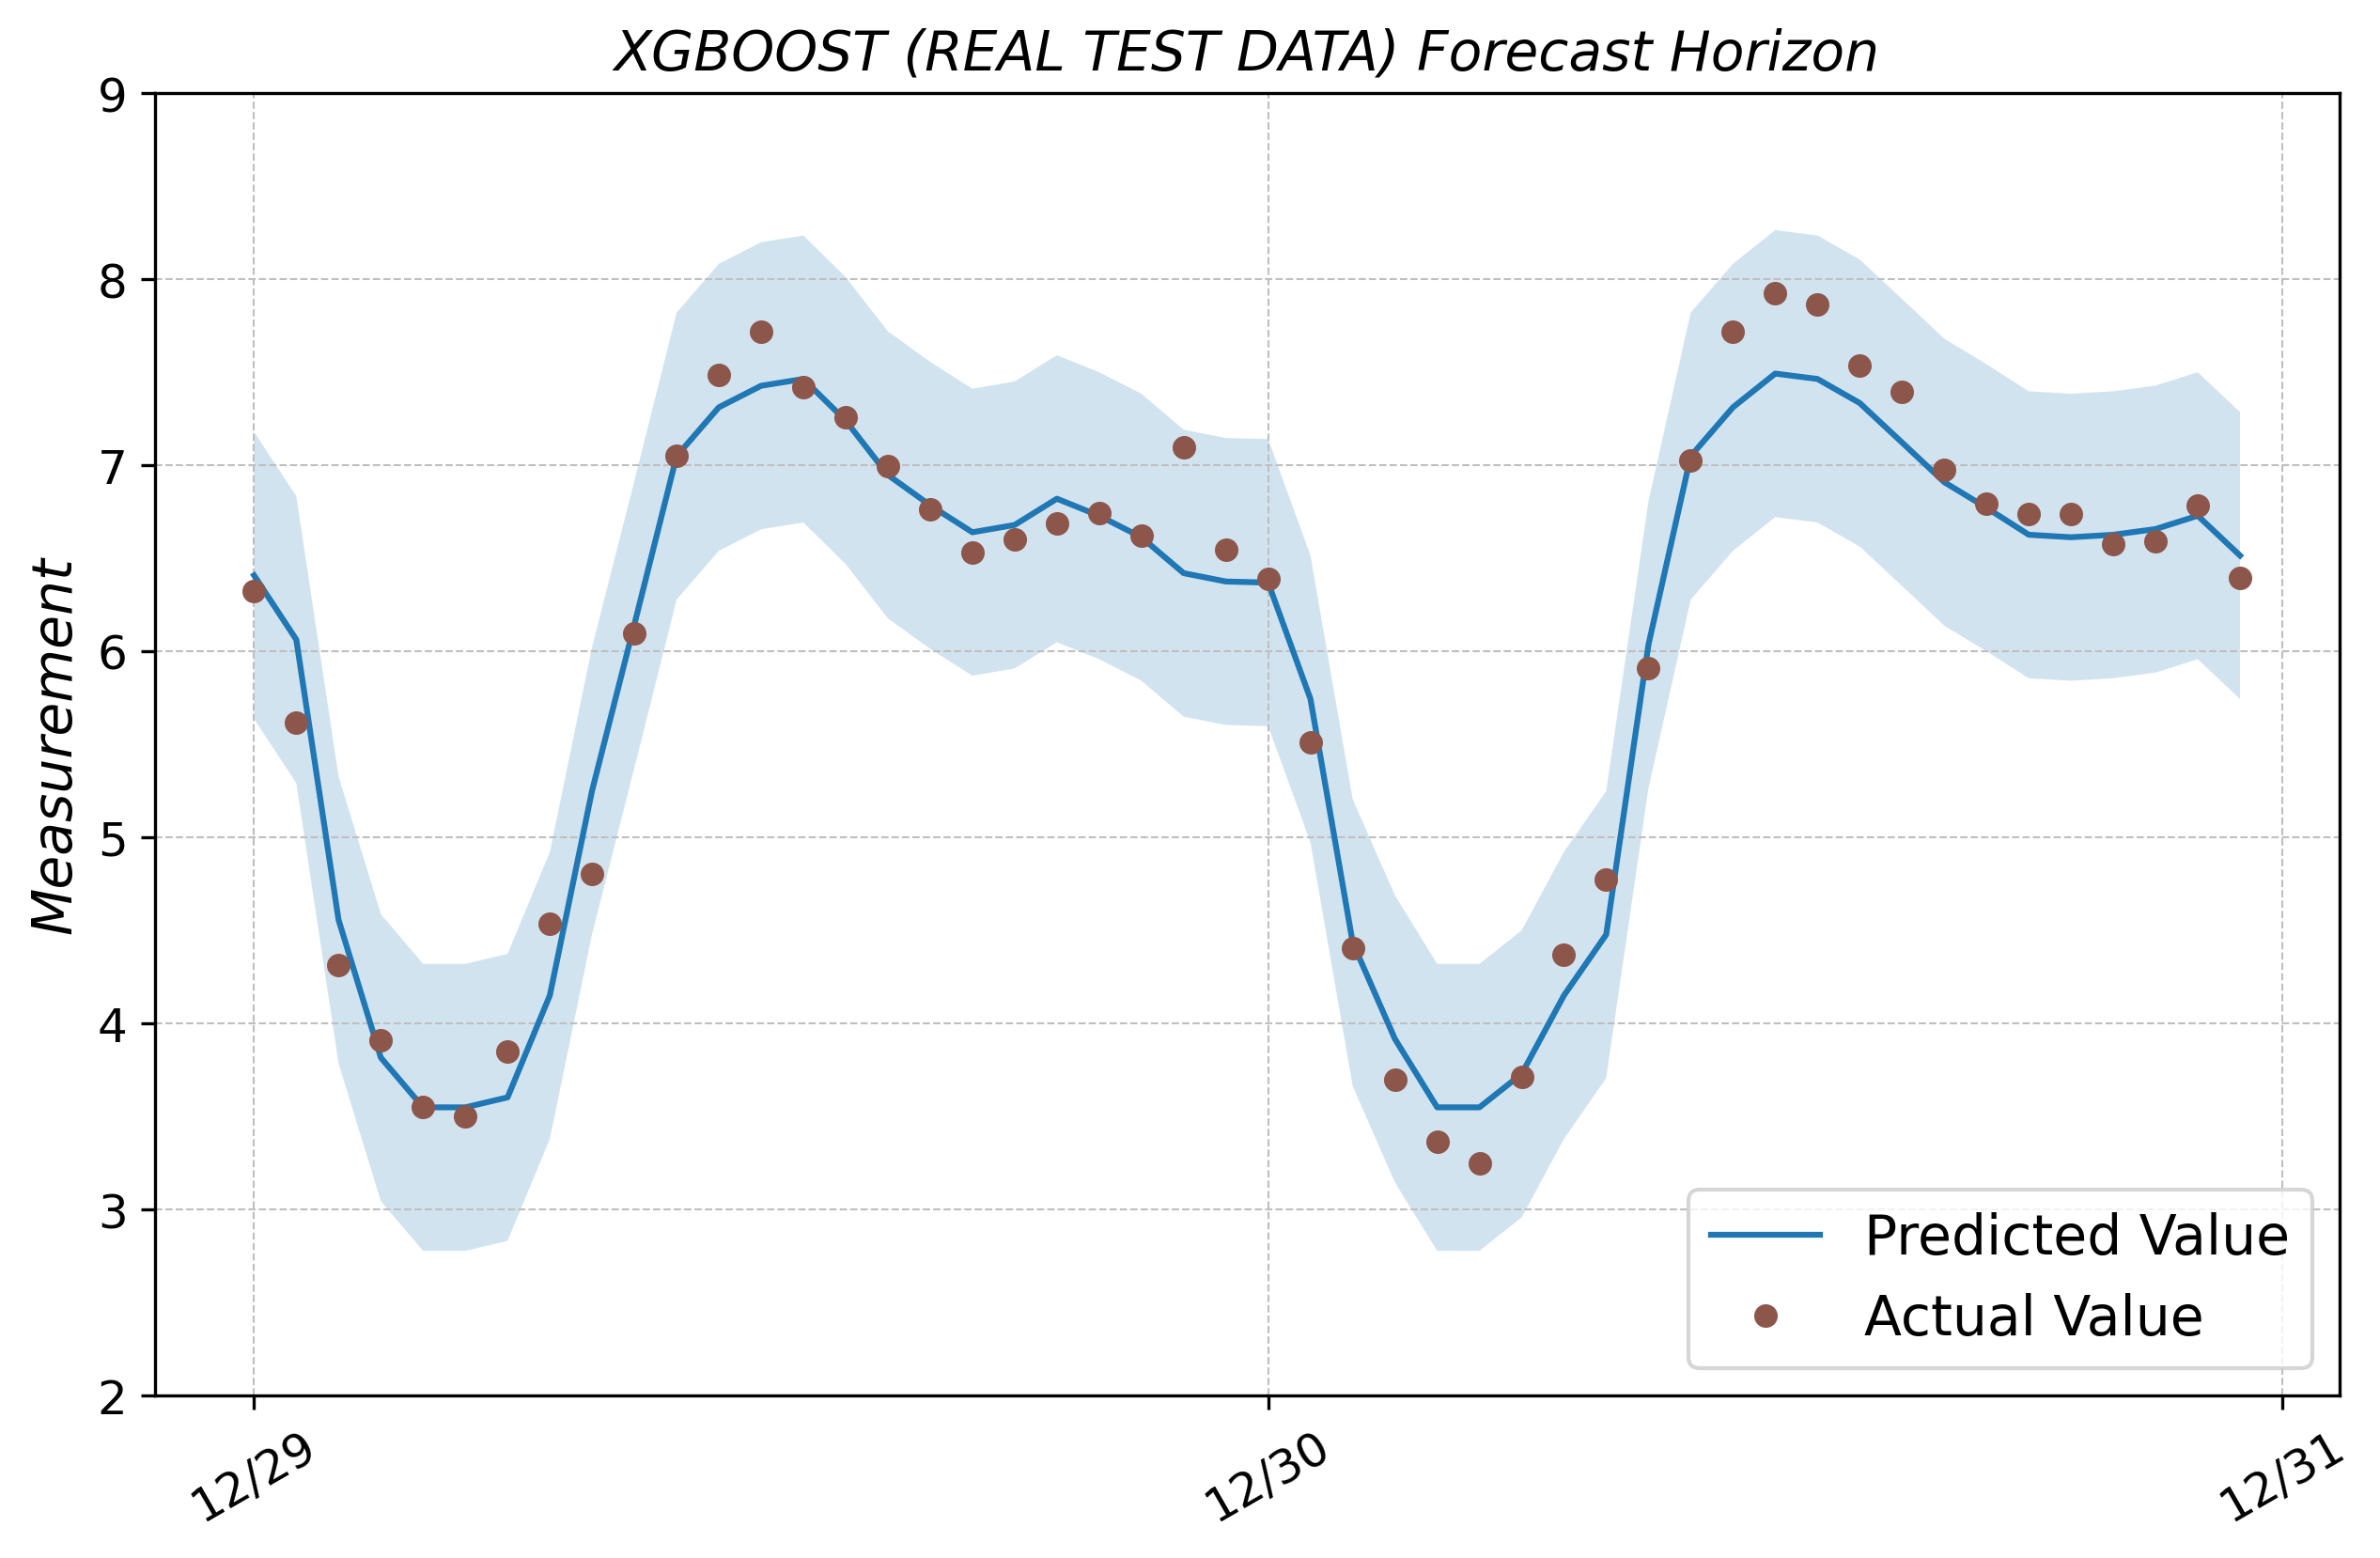 XGBOOST (REAL TEST DATA) Forecast Horizon
Measurement
9
8
7
6
5
4
3
2
12/29
12/30
12/31
Predicted Value
Actual Value